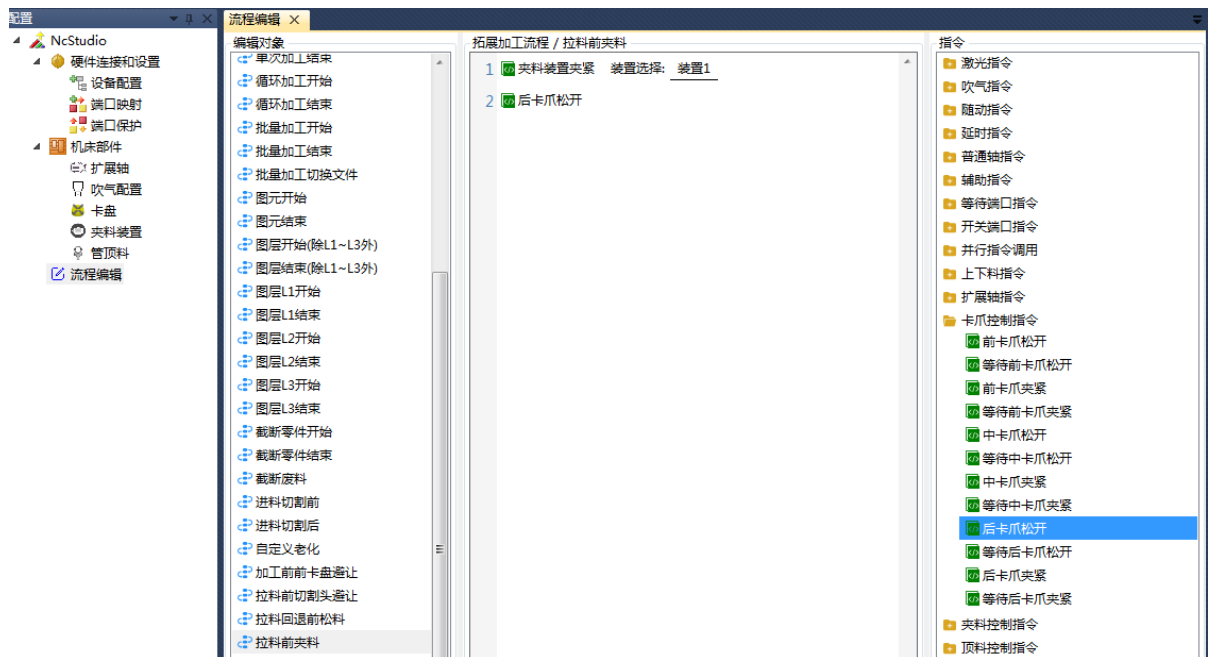 配置
流程编辑
NcStudio
硬件连接和设置
设备配置
端口映射
端口保护
机床部件
扩展轴
吹气配置
卡盘
夹料装置
管顶料
流程编辑
编辑对象
单次加工结束
循环加工开始
循环加工结束
批量加工开始
批量加工结束
批量加工切换文件
图元开始
图元结束
图层开始(除L1~L3外)
图层结束(除L1~L3外)
图层L1开始
图层L1结束
图层L2开始
图层L2结束
图层L3开始
图层L3结束
截断零件开始
截断零件结束
截断废料
进料切割前
进料切割后
自定义老化
加工前前卡盘避让
拉料前切割头避让
拉料回退前松料
拉料前夹料
拓展加工流程 / 拉料前夹料
1 夹料装置夹紧 装置选择: 装置1
2 后卡爪松开
指令
激光指令
吹气指令
随动指令
延时指令
普通轴指令
辅助指令
等待端口指令
开关端口指令
并行指令调用
上下料指令
扩展轴指令
卡爪控制指令
前卡爪松开
等待前卡爪松开
前卡爪夹紧
等待前卡爪夹紧
中卡爪松开
等待中卡爪松开
中卡爪夹紧
等待中卡爪夹紧
后卡爪松开
等待后卡爪松开
后卡爪夹紧
等待后卡爪夹紧
夹料控制指令
顶料控制指令